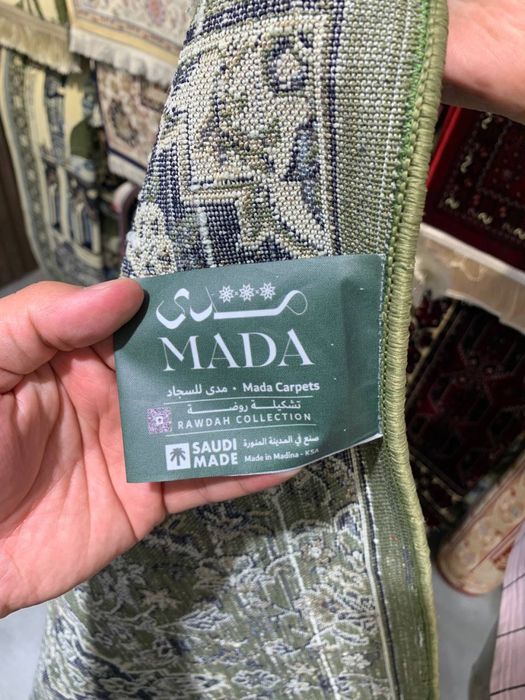 مدى
MADA
مدى للسجاد • Mada Carpets
تشكيلة روضة
RAWDAH COLLECTION
SAUDI MADE
صنع في المدينة المنورة
Made in Madina - KSA